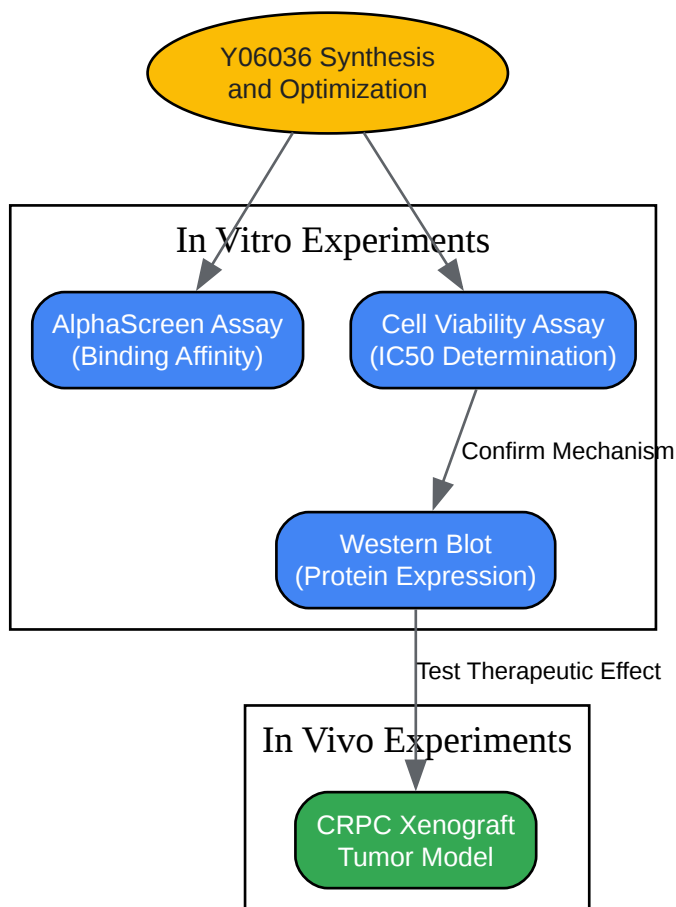 Y06036 Synthesis
and Optimization
In Vitro Experiments
AlphaScreen Assay
(Binding Affinity)
Cell Viability Assay
(IC50 Determination)
Confirm Mechanism
Western Blot
(Protein Expression)
Test Therapeutic Effect
In Vivo Experiments
CRPC Xenograft
Tumor Model